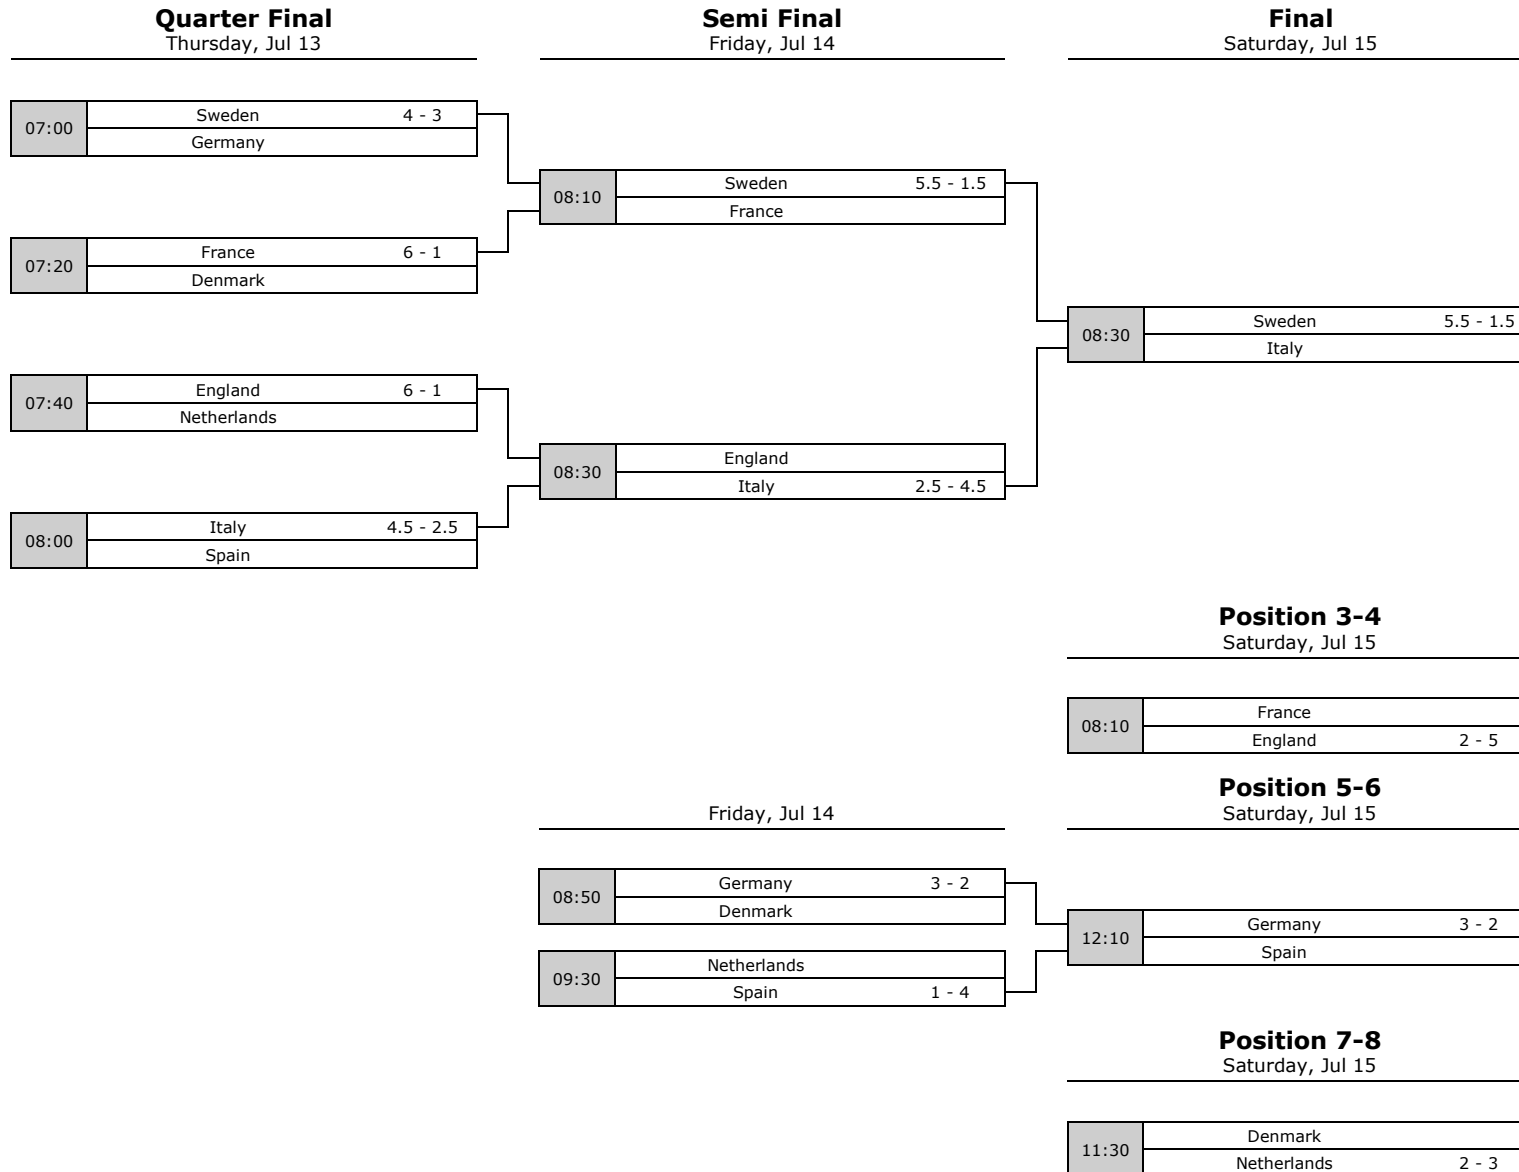 Quarter Final
Thursday, Jul 13
Semi Final
Friday, Jul 14
Final
Saturday, Jul 15
07:00
Sweden 4 - 3
Germany
08:10
Sweden 5.5 - 1.5
France
07:20
France 6 - 1
Denmark
08:30
Sweden 5.5 - 1.5
Italy
07:40
England 6 - 1
Netherlands
08:30
England
Italy 2.5 - 4.5
08:00
Italy 4.5 - 2.5
Spain
Position 3-4
Saturday, Jul 15
08:10
France
England 2 - 5
Position 5-6
Friday, Jul 14
Saturday, Jul 15
08:50
Germany 3 - 2
Denmark
12:10
Germany 3 - 2
Spain
09:30
Netherlands
Spain 1 - 4
Position 7-8
Saturday, Jul 15
11:30
Denmark
Netherlands 2 - 3